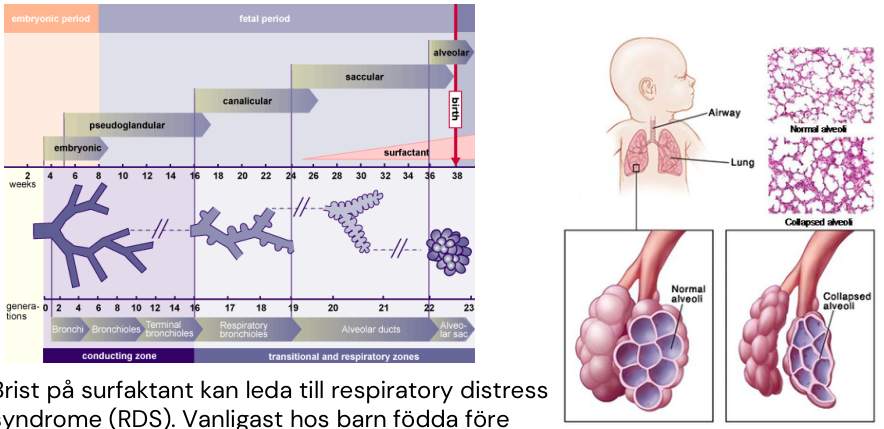 embryonic period
fetal period
alveolar
saccular
canalicular
pseudoglandular
embryonic
birth
surfactant
2 4 6 8 10 12 14 16 18 20 22 24 26 28 30 32 34 36 38
weeks
genera-
tions
0 2 4 6 8 10 12 14 16 17 18 19 20 21 22 23
Bronchi
Bronchioles
Terminal
bronchioles
Respiratory
bronchioles
Alveolar ducts
Alveo-
lar sac
conducting zone
transitional and respiratory zones
Airway
Lung
Normal alveoli
Collapsed alveoli
Normal
alveoli
Collapsed
alveoli
Brist på surfaktant kan leda till respiratory distress
syndrome (RDS). Vanligast hos barn födda före